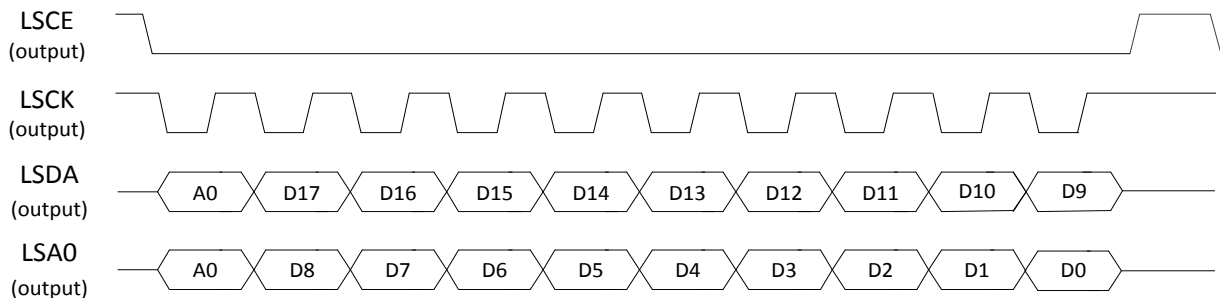 LSCE
(output)
LSCK
(output)
LSDA
(output)
A0 D17 D16 D15 D14 D13 D12 D11 D10 D9
LSA0
(output)
A0 D8 D7 D6 D5 D4 D3 D2 D1 D0